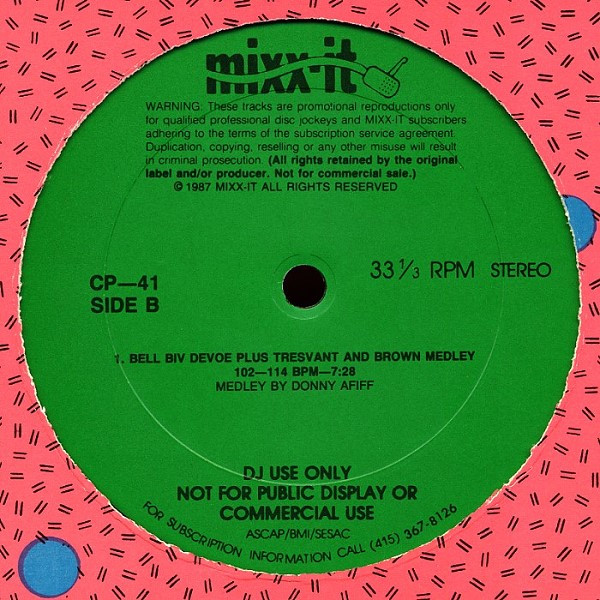 mixx-it
WARNING: These tracks are promotional reproductions only
for qualified professional disc jockeys and MIXX-IT subscribers
adhering to the terms of the subscription service agreement.
Duplication, copying, reselling or any other misuse will result
in criminal prosecution. (All rights retained by the original
label and/or producer. Not for commercial sale.)
© 1987 MIXX-IT ALL RIGHTS RESERVED
CP—41
SIDE B
33 1/3 RPM STEREO
1. BELL BIV DEVOE PLUS TRESVANT AND BROWN MEDLEY
102—114 BPM—7:28
MEDLEY BY DONNY AFIFF
DJ USE ONLY
NOT FOR PUBLIC DISPLAY OR
COMMERCIAL USE
ASCAP/BMI/SESAC
FOR SUBSCRIPTION INFORMATION CALL (415) 367-8126